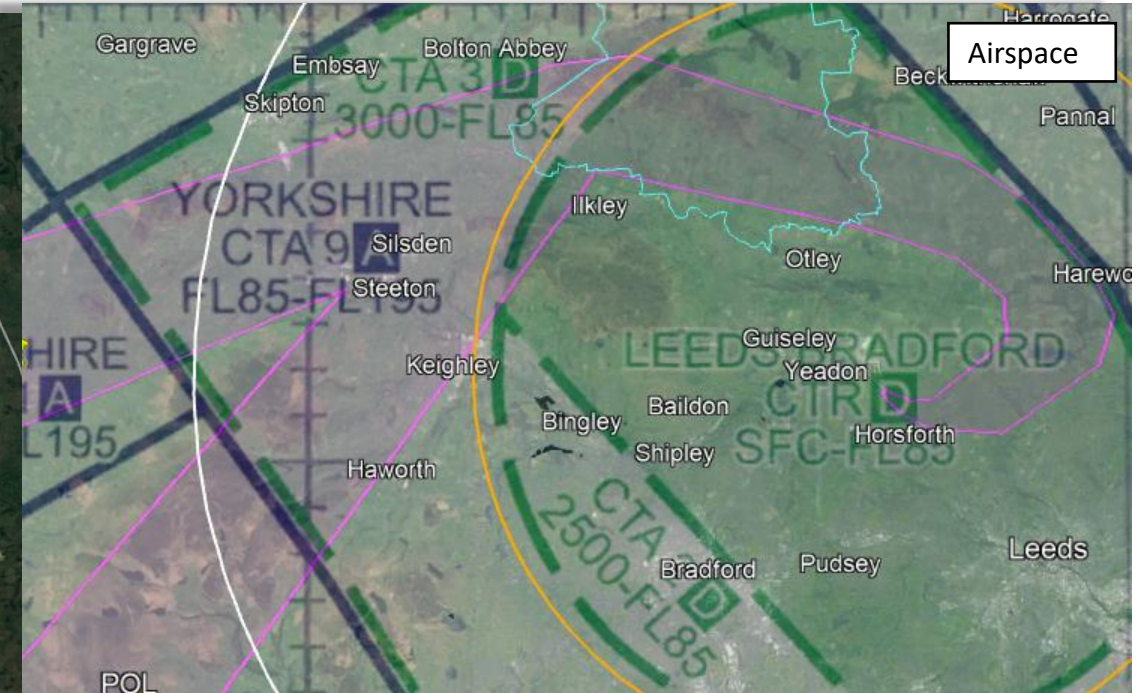 Harrogate
Airspace
Gargrave
Bolton Abbey
Embsay
CTA 3 D
3000-FL85
Skipton
Pannal
YORKSHIRE
CTA 9 A
FL85-FL195
Ilkley
Silsden
Steeton
Otley
HIRE
A
L195
Keighley
Guiseley
LEEDS BRADFORD
Yeadon
CTR D
SFC-FL85
Baildon
Bingley
Horsforth
Shipley
Haworth
CTA
D
2500-FL85
Bradford
Pudsey
Leeds
POL